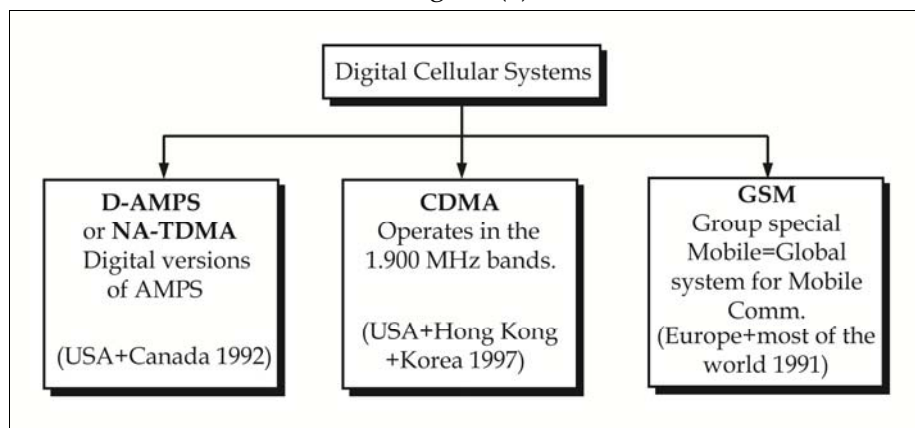 Digital Cellular Systems
D-AMPS
or NA-TDMA
Digital versions
of AMPS
(USA+Canada 1992)
CDMA
Operates in the
1.900 MHz bands.
(USA+Hong Kong
+Korea 1997)
GSM
Group special
Mobile=Global
system for Mobile
Comm.
(Europe+most of the
world 1991)